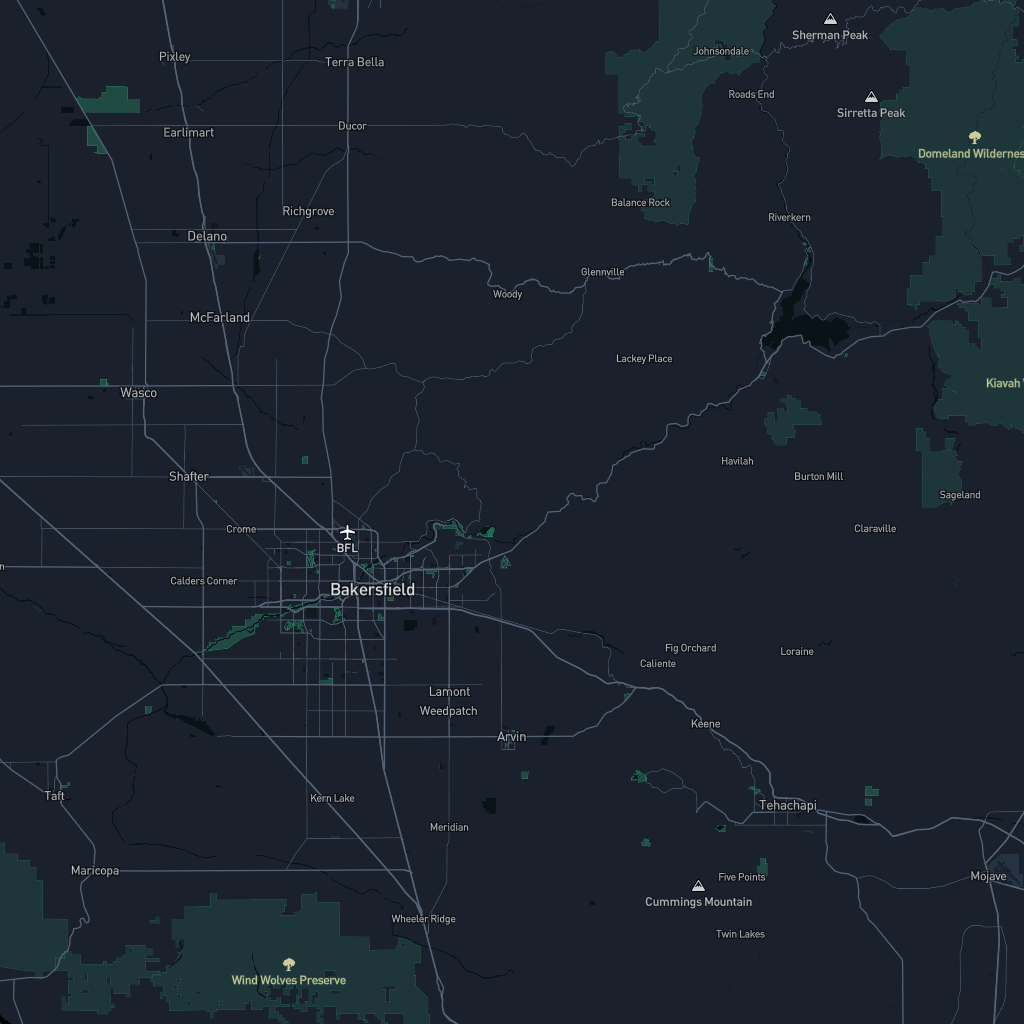 Sherman Peak
Johnsondale
Pixley
Terra Bella
Roads End
Sirretta Peak
Earlimart
Ducor
Domeland Wildernes
Balance Rock
Richgrove
Riverkern
Delano
Glennville
Woody
McFarland
Lackey Place
Kiavah
Wasco
Havilah
Burton Mill
Shafter
Sageland
Crome
Claraville
BFL
n
Calders Corner
Bakersfield
Fig Orchard
Loraine
Caliente
Lamont
Weedpatch
Keene
Arvin
Taft
Kern Lake
Tehachapi
Meridian
Maricopa
Five Points
Mojave
Cummings Mountain
Wheeler Ridge
Twin Lakes
Wind Wolves Preserve